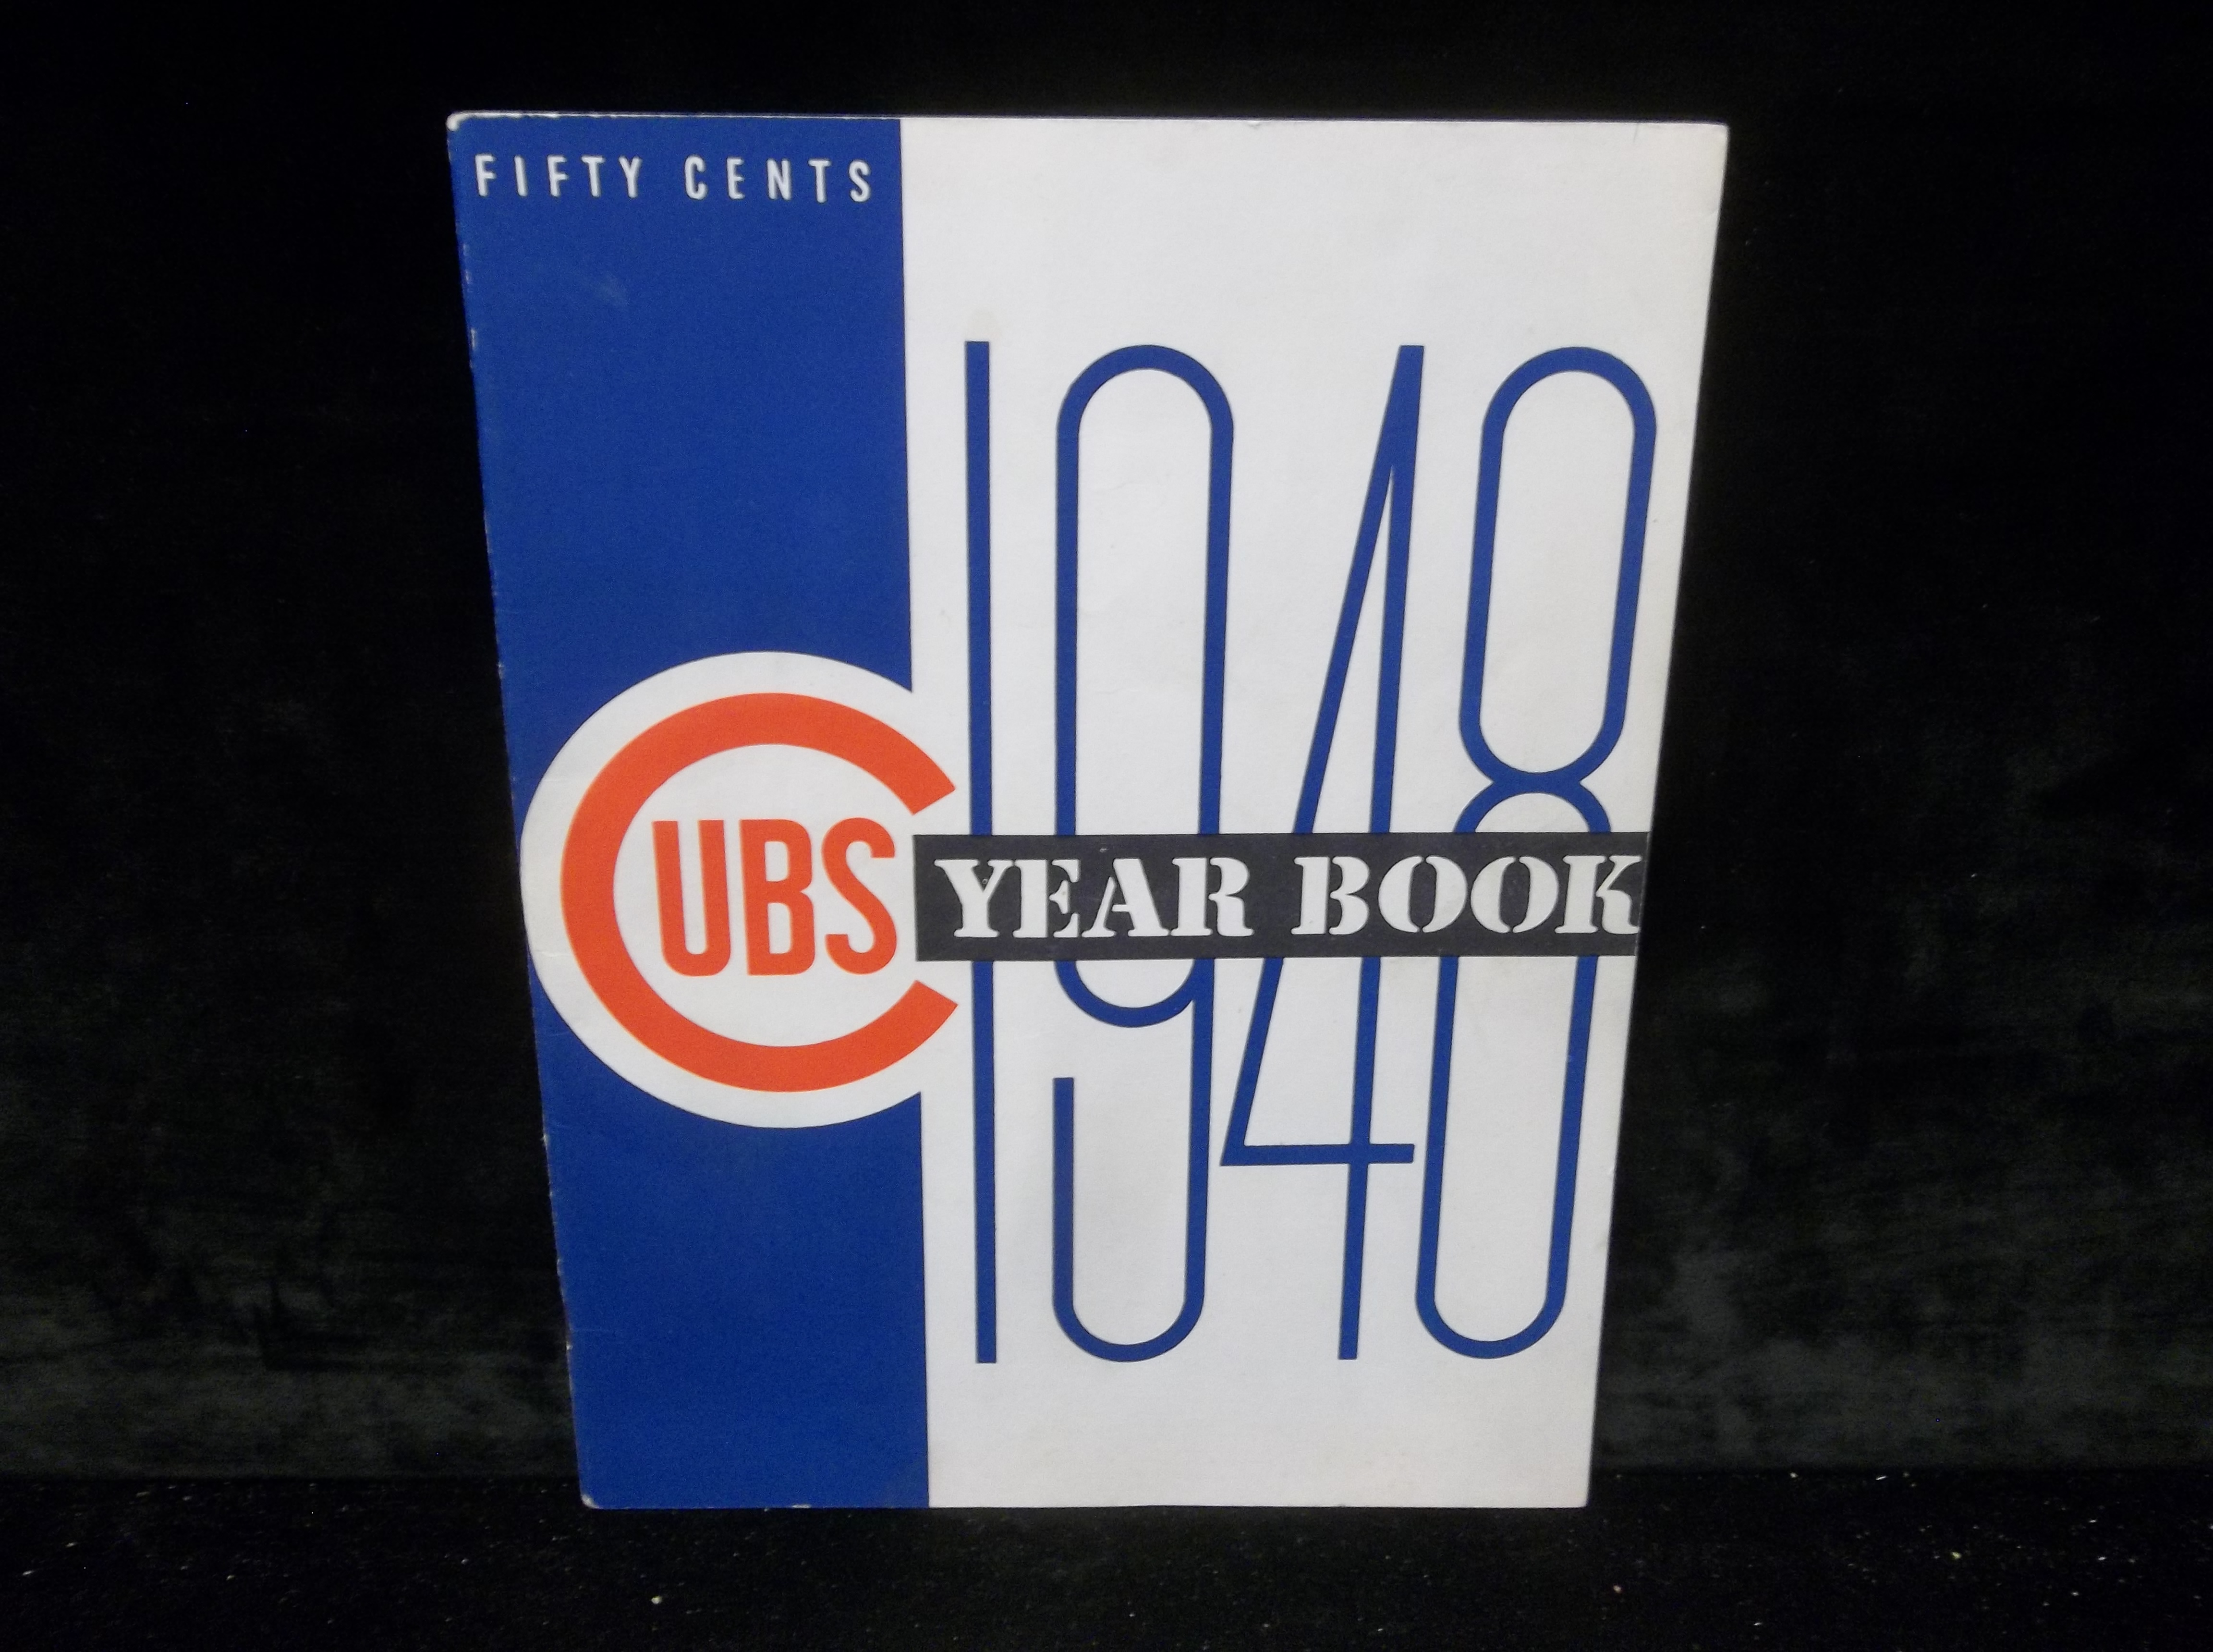 FIFTY CENTS
1948
CUBS YEAR BOOK